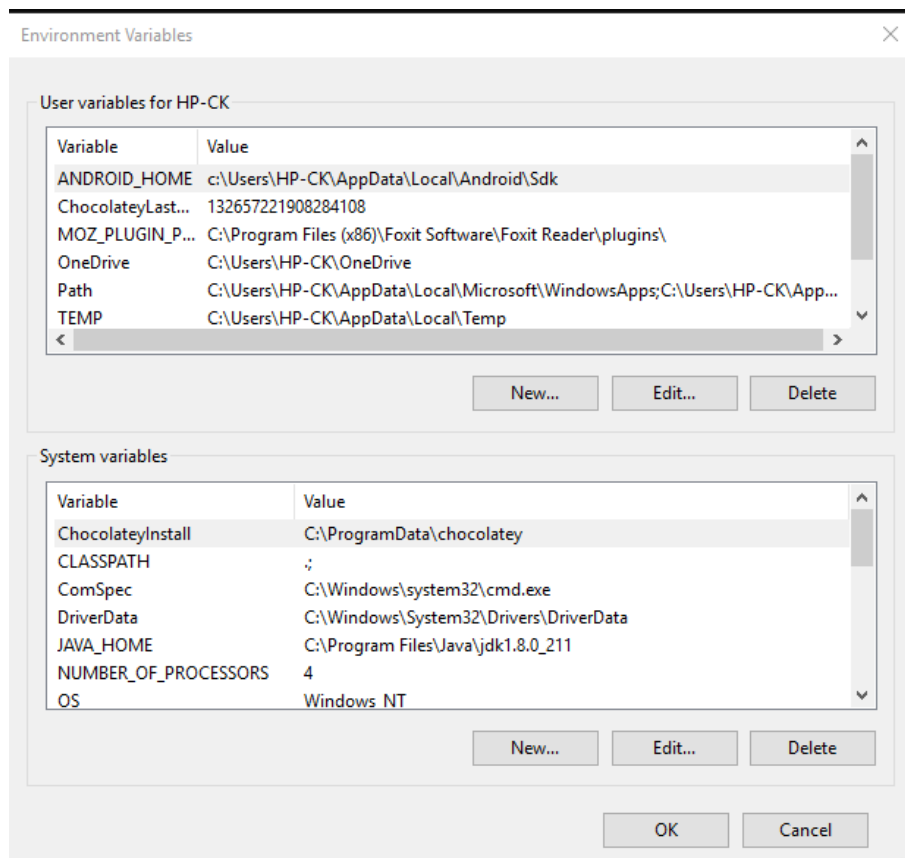 Environment Variables
User variables for HP-CK
Variable Value
ANDROID_HOME c:\Users\HP-CK\AppData\Local\Android\Sdk
ChocolateyLast... 132657221908284108
MOZ_PLUGIN_P... C:\Program Files (x86)\Foxit Software\Foxit Reader\plugins\
OneDrive C:\Users\HP-CK\OneDrive
Path C:\Users\HP-CK\AppData\Local\Microsoft\WindowsApps;C:\Users\HP-CK\App...
TEMP C:\Users\HP-CK\AppData\Local\Temp
New... Edit... Delete
System variables
Variable Value
ChocolateyInstall C:\ProgramData\chocolatey
CLASSPATH .;
ComSpec C:\Windows\system32\cmd.exe
DriverData C:\Windows\System32\Drivers\DriverData
JAVA_HOME C:\Program Files\Java\jdk1.8.0_211
NUMBER_OF_PROCESSORS 4
OS Windows_NT
New... Edit... Delete
OK Cancel